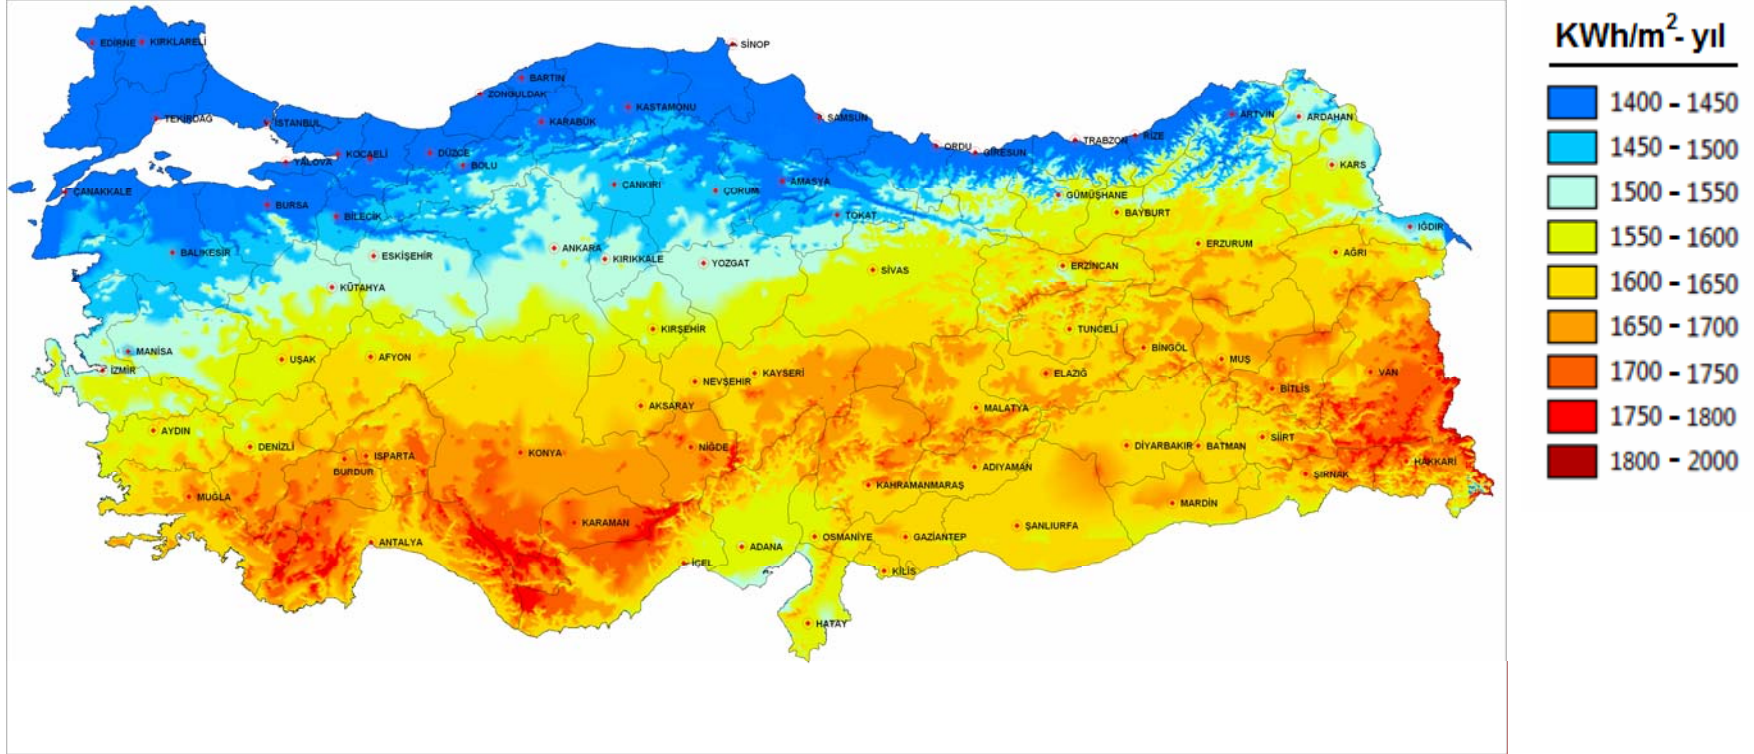 KWh/m²- yıl
1400 - 1450
1450 - 1500
1500 - 1550
1550 - 1600
1600 - 1650
1650 - 1700
1700 - 1750
1750 - 1800
1800 - 2000
EDİRNE
KIRKLARELİ
SİNOP
BARTIN
ZONGULDAK
KASTAMONU
TEKİRDAĞ
İSTANBUL
KARABÜK
SAMSUN
ARTVİN
ARDAHAN
YALOVA
KOCAELİ
DÜZCE
BOLU
ORDU
GİRESUN
TRABZON
RİZE
KARS
ÇANAKKALE
BURSA
BİLECİK
ÇANKIRI
ÇORUM
AMASYA
TOKAT
GÜMÜŞHANE
BAYBURT
IĞDIR
BALIKESİR
ESKİŞEHİR
ANKARA
KIRIKKALE
YOZGAT
SİVAS
ERZİNCAN
ERZURUM
AĞRI
KÜTAHYA
KIRŞEHİR
TUNCELİ
MANİSA
İZMİR
UŞAK
AFYON
NEVŞEHİR
KAYSERİ
ELAZIĞ
BİNGÖL
MUŞ
BİTLİS
VAN
AKSARAY
MALATYA
AYDIN
DENİZLİ
BURDUR
ISPARTA
KONYA
NİĞDE
ADIYAMAN
DİYARBAKIR
BATMAN
SİİRT
ŞIRNAK
HAKKARİ
MUĞLA
KAHRAMANMARAŞ
MARDİN
ANTALYA
KARAMAN
İÇEL
ADANA
OSMANİYE
GAZİANTEP
ŞANLIURFA
KİLİS
HATAY